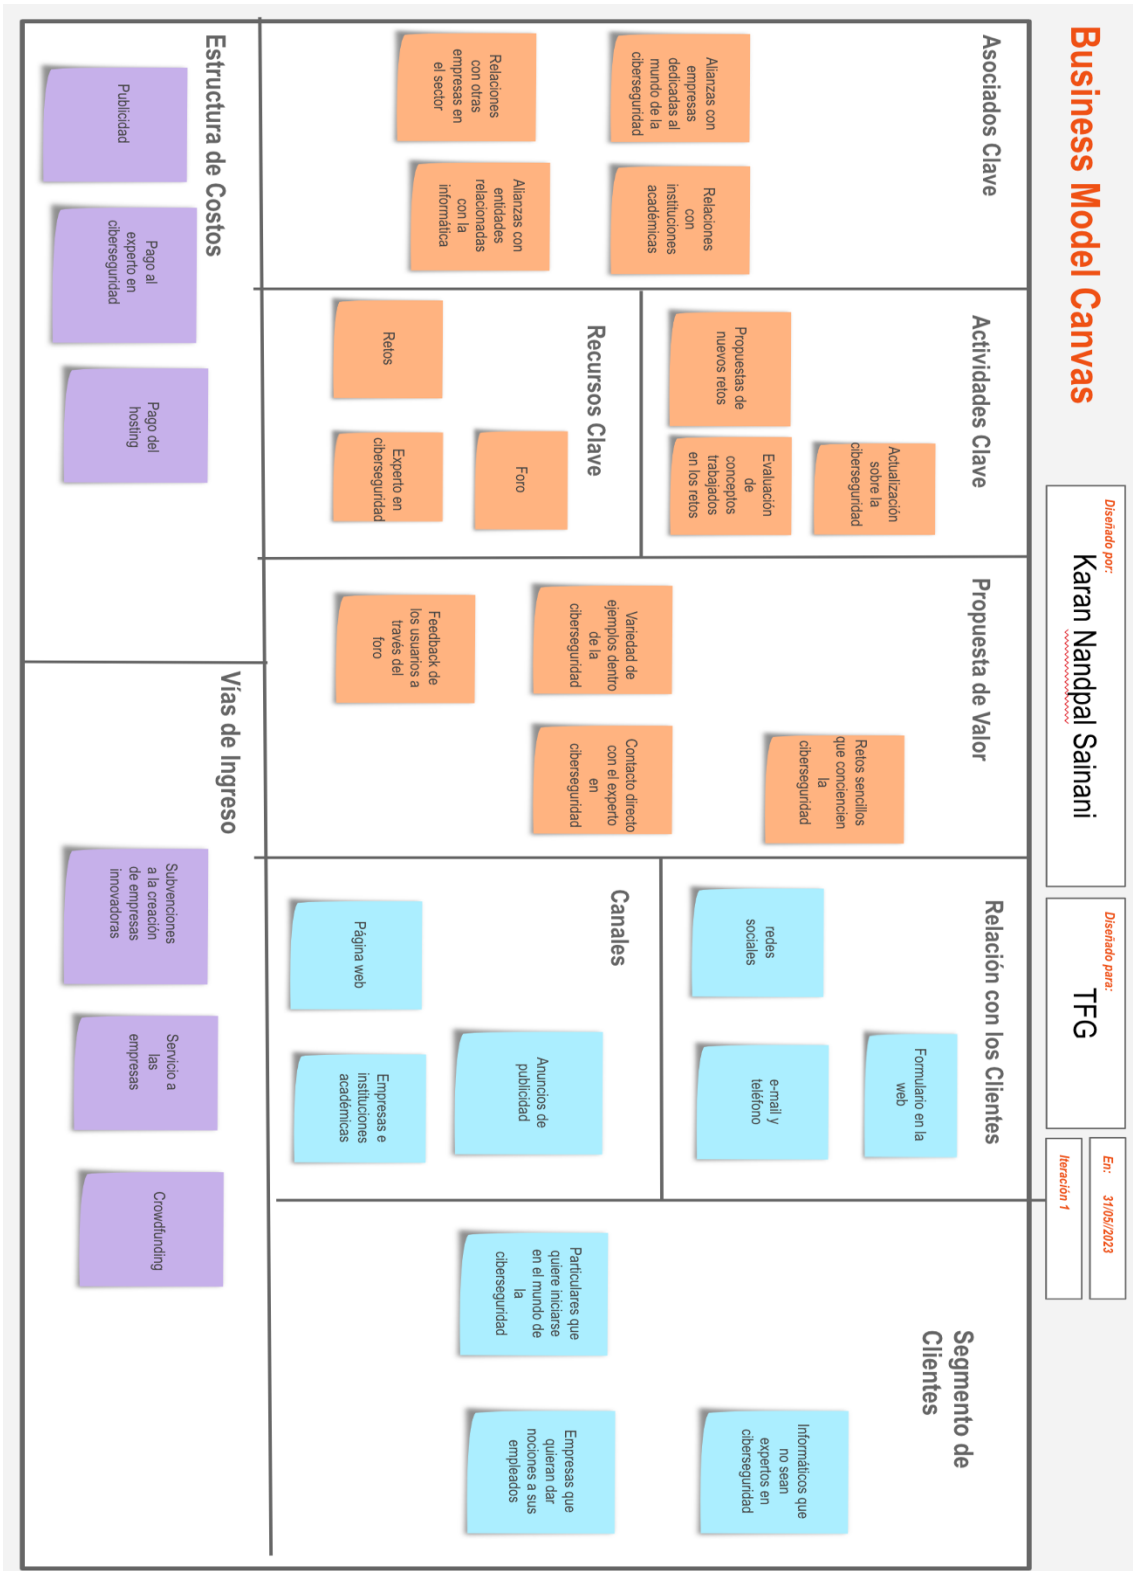 Business Model Canvas
Diseñado por:
Karan Nandpal Sainani
Diseñado para:
TFG
En: 31/05//2023
Iteración 1
Asociados Clave
Alianzas con
empresas
dedicadas al
mundo de la
ciberseguridad
Relaciones
con
instituciones
académicas
Relaciones
con otras
empresas en
el sector
Alianzas con
entidades
relacionadas
con la
informática
Actividades Clave
Actualización
sobre la
ciberseguridad
Propuestas de
nuevos retos
Evaluación
de
conceptos
trabajados
en los retos
Recursos Clave
Foro
Retos
Experto en
ciberseguridad
Propuesta de Valor
Retos sencillos
que conciencien
la
ciberseguridad
Variedad de
ejemplos dentro
de la
ciberseguridad
Contacto directo
con el experto
en
ciberseguridad
Feedback de
los usuarios a
través del
foro
Relación con los Clientes
Formulario en la
web
redes
sociales
e-mail y
teléfono
Canales
Anuncios de
publicidad
Página web
Empresas e
instituciones
académicas
Segmento de
Clientes
Informáticos que
no sean
expertos en
ciberseguridad
Particulares que
quiere iniciarse
en el mundo de
la
ciberseguridad
Empresas que
quieran dar
nociones a sus
empleados
Estructura de Costos
Publicidad
Pago al
experto en
ciberseguridad
Pago del
hosting
Vías de Ingreso
Subvenciones
a la creación
de empresas
innovadoras
Servicio a
las
empresas
Crowdfunding